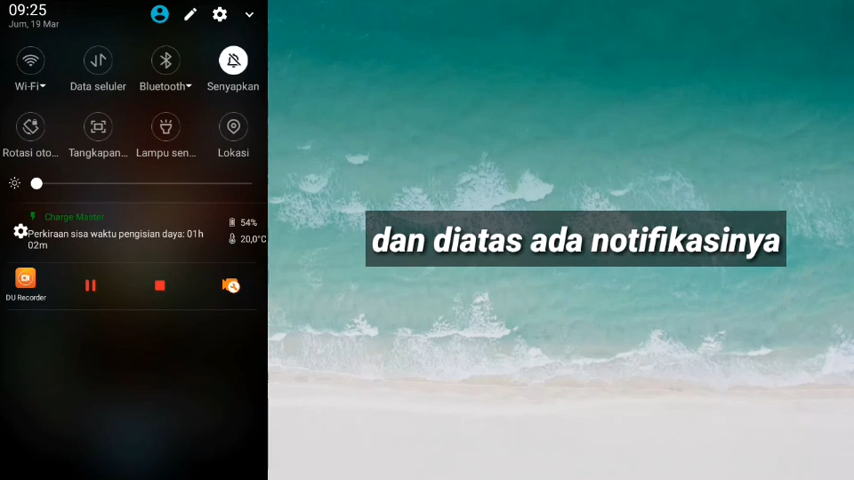 09:25
Jum, 19 Mar
Wi-Fi
Data seluler
Bluetooth
Senyapkan
Rotasi oto...
Tangkapan...
Lampu sen...
Lokasi
Charge Master
Perkiraan sisa waktu pengisian daya: 01h
02m
54%
20,0°C
DU Recorder
dan diatas ada notifikasinya